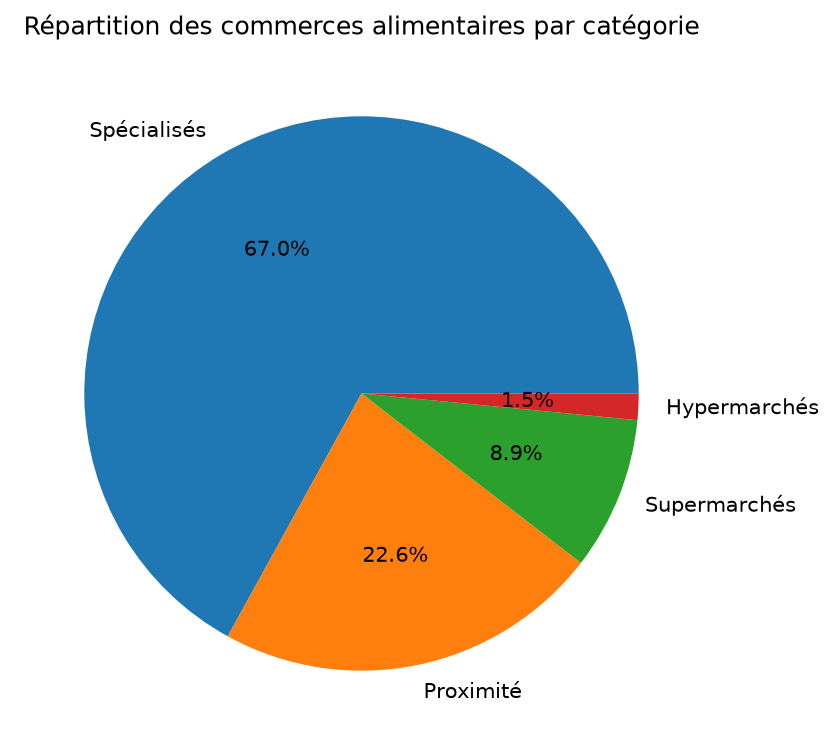 Répartition des commerces alimentaires par catégorie
Spécialisés
67.0%
1.5%
Hypermarchés
8.9%
Supermarchés
22.6%
Proximité